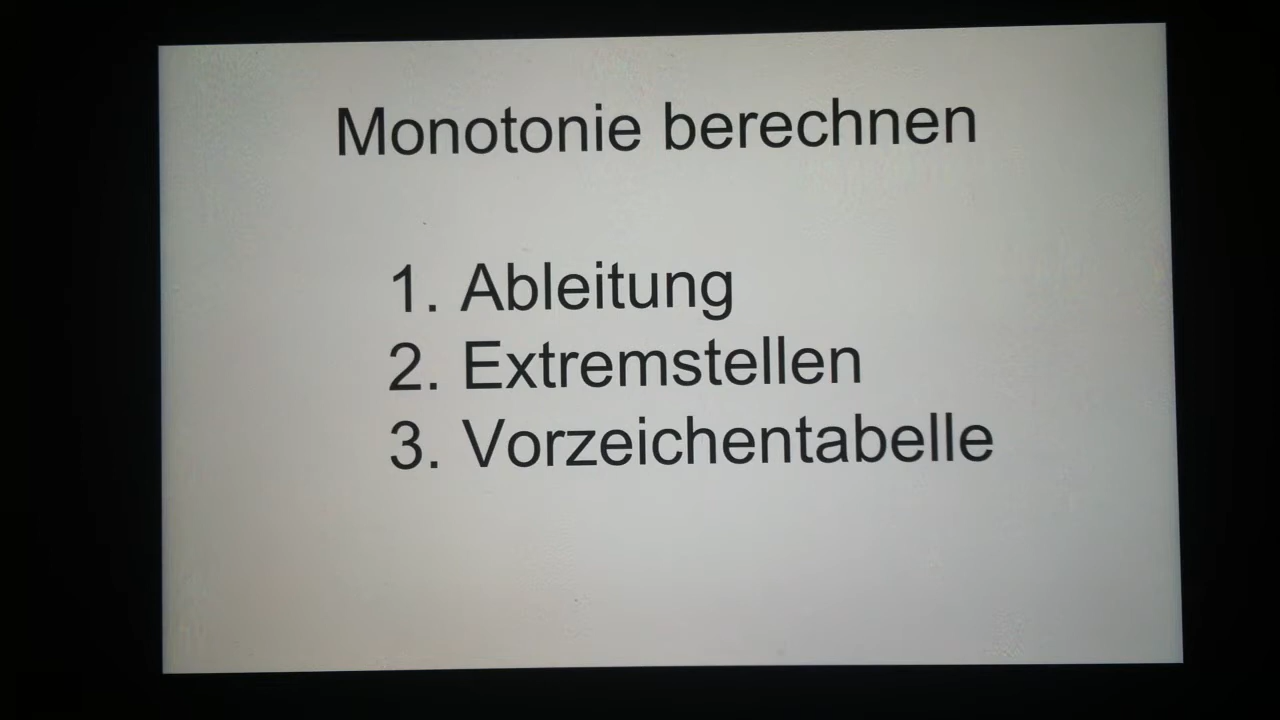 Monotonie berechnen
1. Ableitung
2. Extremstellen
3. Vorzeichentabelle